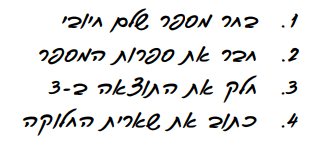 1. בחר מספר שלם חיובי
2. חבר את ספרות המספר
3. חלק את התוצאה ב-3
4. כתוב את שארית החלוקה